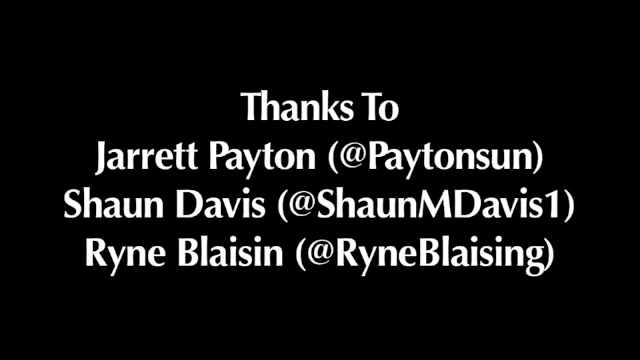 Thanks To
Jarrett Payton (@Paytonsun)
Shaun Davis (@ShaunMDavis1)
Ryne Blaisin (@RyneBlaising)